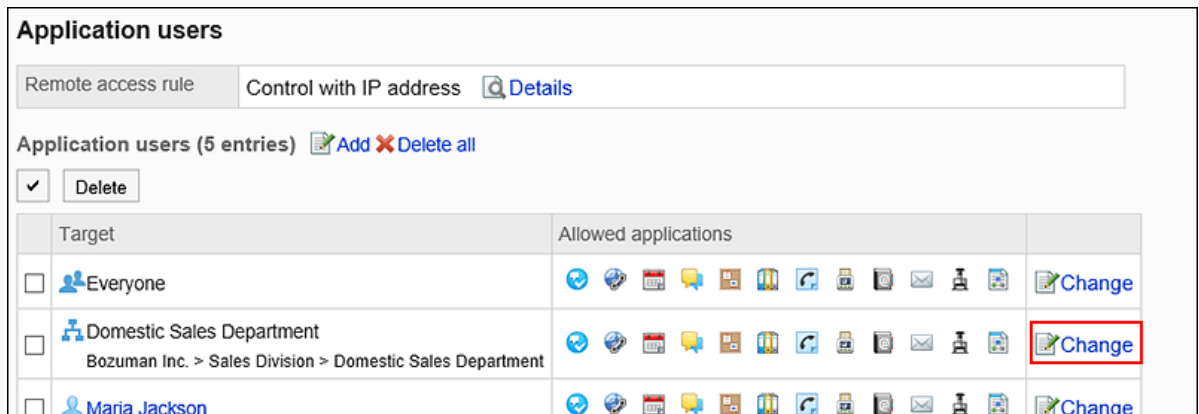 Application users
Remote access rule Control with IP address Details
Application users (5 entries) Add Delete all
Delete
Target Allowed applications
Everyone Change
Domestic Sales Department
Bozuman Inc. > Sales Division > Domestic Sales Department Change
Maria Jackson Change